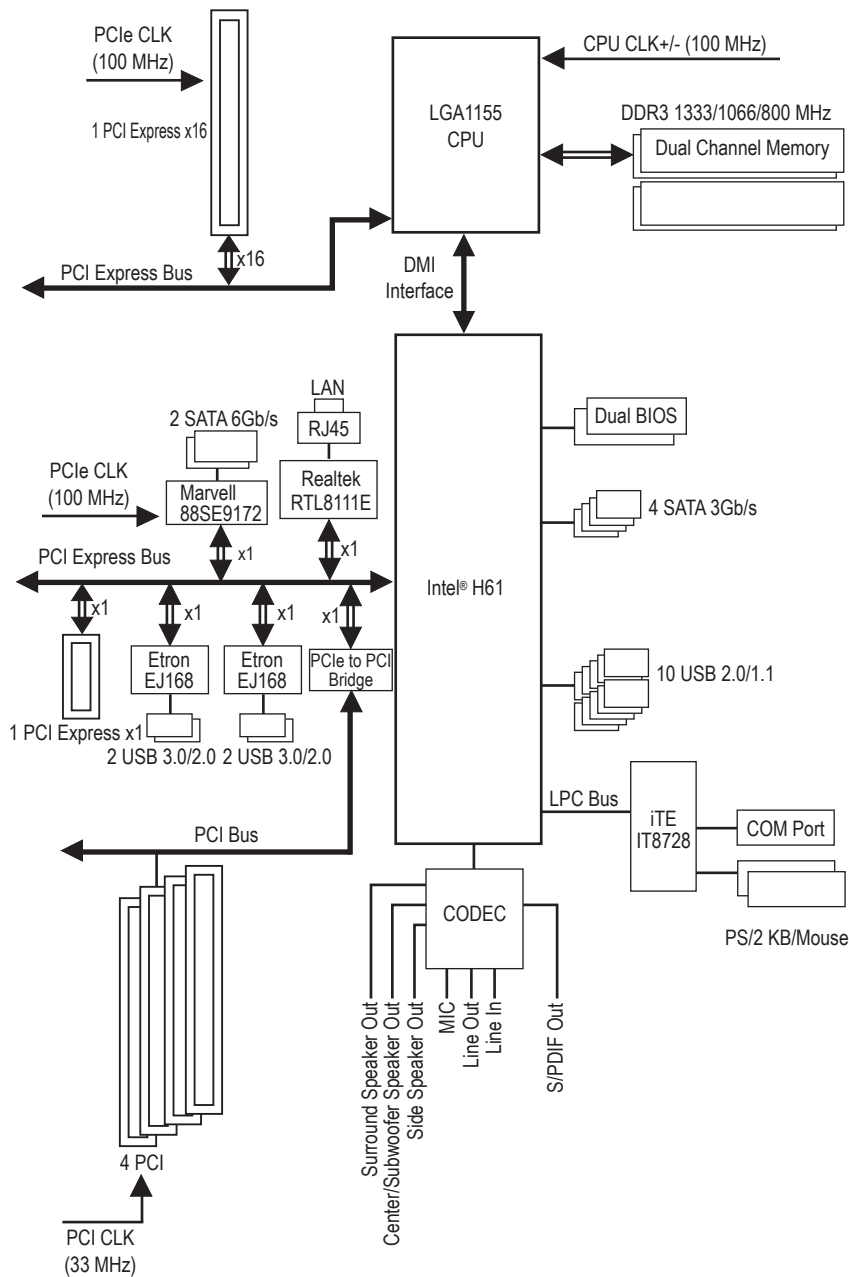 PCIe CLK
(100 MHz)
1 PCI Express x16
x16
PCI Express Bus
LGA1155
CPU
CPU CLK+/- (100 MHz)
DDR3 1333/1066/800 MHz
Dual Channel Memory
DMI
Interface
LAN
RJ45
2 SATA 6Gb/s
PCIe CLK
(100 MHz)
Marvell
88SE9172
Realtek
RTL8111E
x1
x1
PCI Express Bus
x1
x1
x1
x1
Etron
EJ168
Etron
EJ168
PCIe to PCI
Bridge
1 PCI Express x1
2 USB 3.0/2.0
2 USB 3.0/2.0
Intel® H61
Dual BIOS
4 SATA 3Gb/s
10 USB 2.0/1.1
LPC Bus
iTE
IT8728
COM Port
PS/2 KB/Mouse
PCI Bus
CODEC
Surround Speaker Out
Center/Subwoofer Speaker Out
Side Speaker Out
MIC
Line Out
Line In
S/PDIF Out
4 PCI
PCI CLK
(33 MHz)